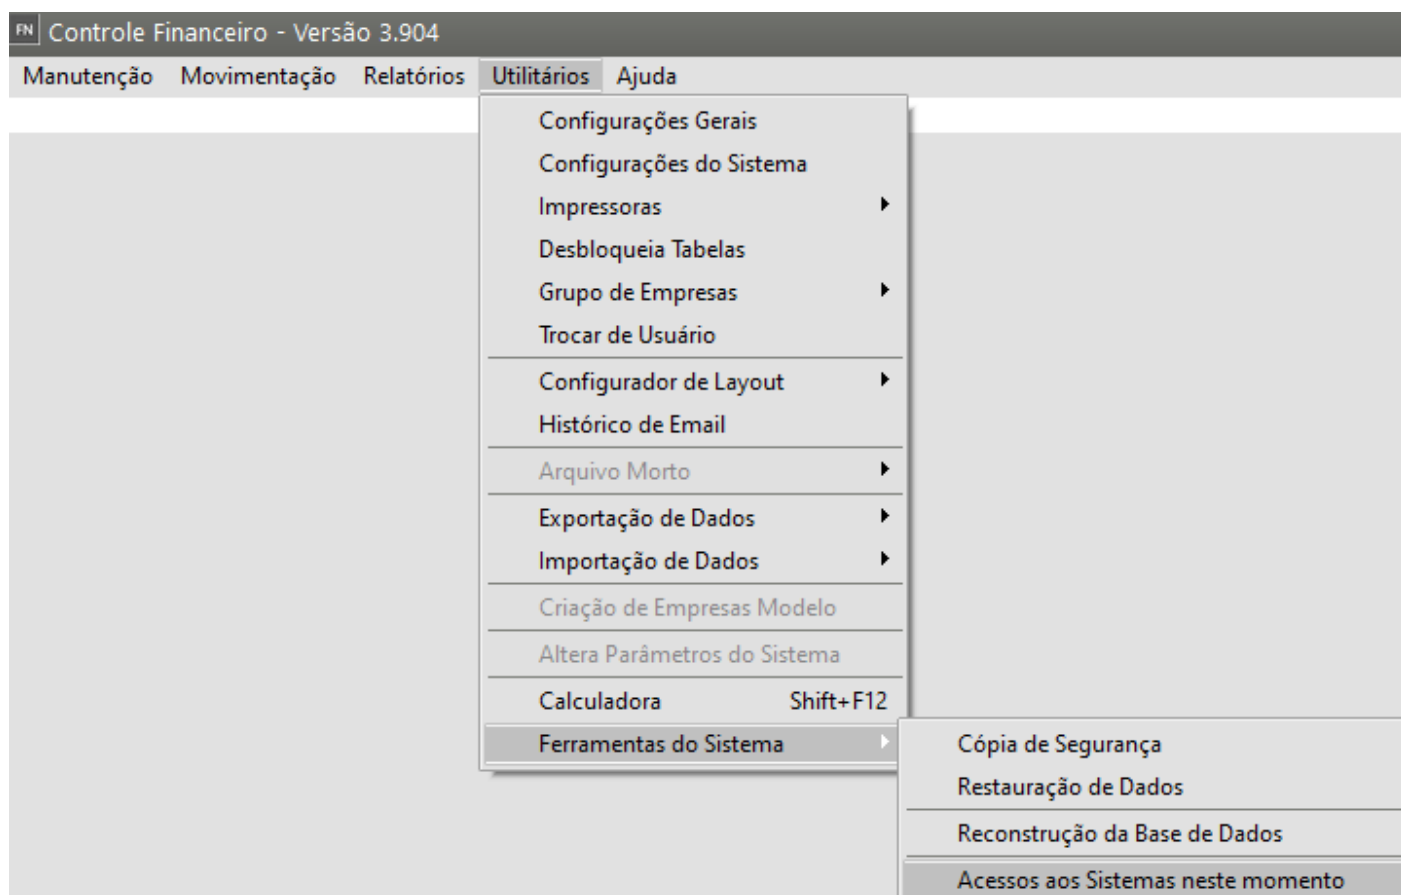 FN Controle Financeiro - Versão 3.904
Manutenção Movimentação Relatórios Utilitários Ajuda
Configurações Gerais
Configurações do Sistema
Impressoras
Desbloqueia Tabelas
Grupo de Empresas
Trocar de Usuário
Configurador de Layout
Histórico de Email
Arquivo Morto
Exportação de Dados
Importação de Dados
Criação de Empresas Modelo
Altera Parâmetros do Sistema
Calculadora Shift+F12
Ferramentas do Sistema
Cópia de Segurança
Restauração de Dados
Reconstrução da Base de Dados
Acessos aos Sistemas neste momento